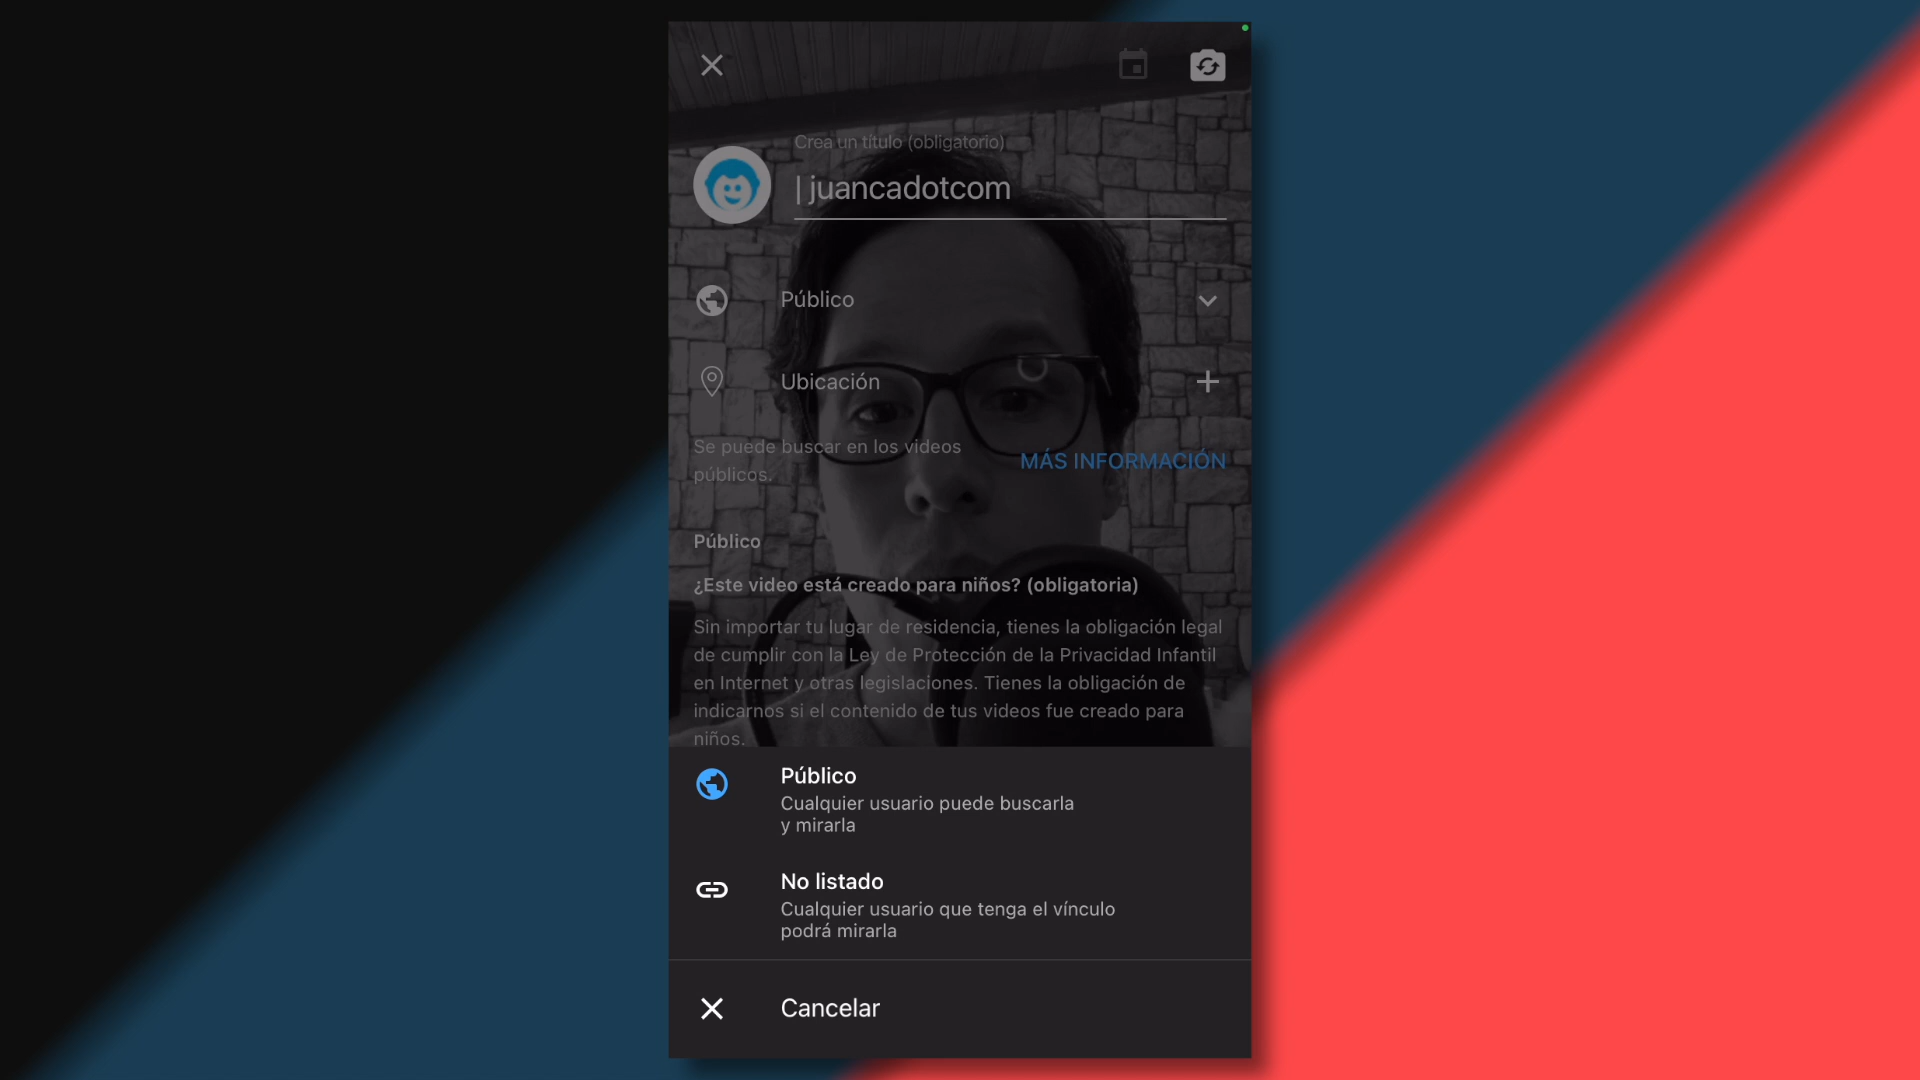 Crea un título (obligatorio)
| juancadotcom
Público
Ubicación
Se puede buscar en los videos
públicos.
MÁS INFORMACIÓN
Público
¿Este video está creado para niños? (obligatoria)
Sin importar tu lugar de residencia, tienes la obligación legal
de cumplir con la Ley de Protección de la Privacidad Infantil
en Internet y otras legislaciones. Tienes la obligación de
indicarnos si el contenido de tus videos fue creado para
niños.
Público
Cualquier usuario puede buscarla
y mirarla
No listado
Cualquier usuario que tenga el vínculo
podrá mirarla
Cancelar